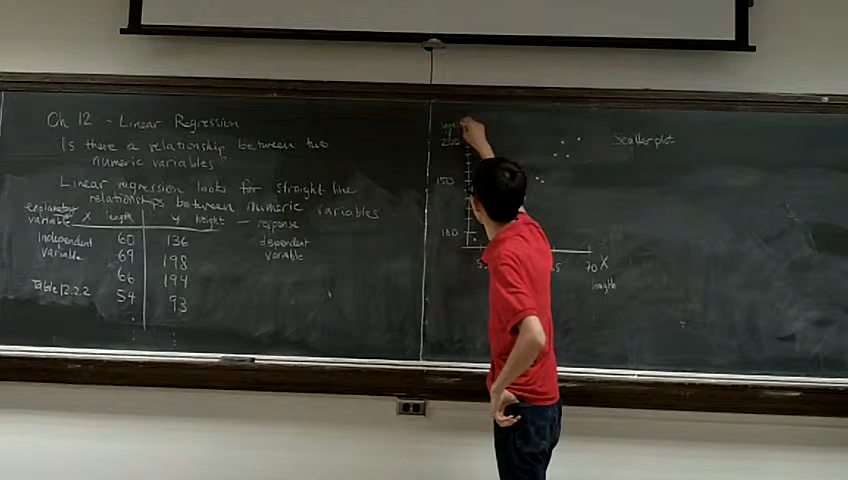 Ch 12 - Linear Regression
Is there a relationship between two
numeric variables?
Linear regression looks for straight line
relationships between numeric variables
explanatory
variable X length Y height - response
independent dependent
variable variable
60 136
69 198
66 194
54 93
Table 12.2.2
200
150
100
70 X
length
Scatterplot